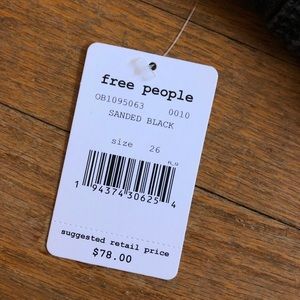 free people
OB1095063 0010
SANDED BLACK
size 26
1 94374 30625 4
suggested retail price
$78.00